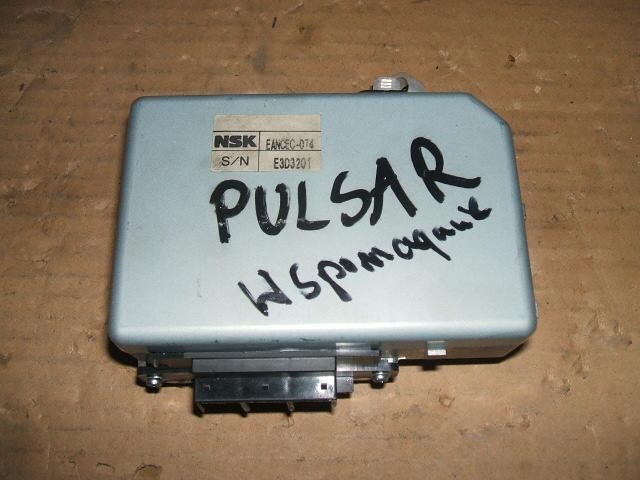 NSK EANCEC-074
S/N E3D3201
PULSAR
wspomaganie